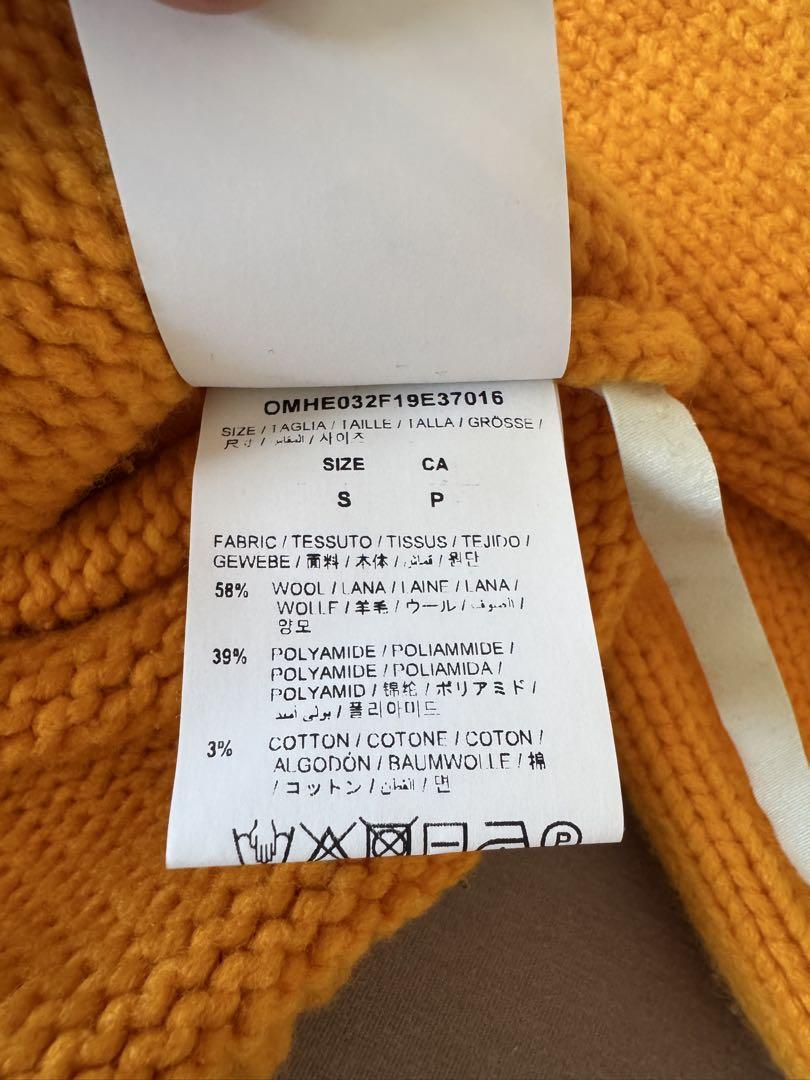 OMHE032F19E37016
SIZE / TAGLIA / TAILLE / TALLA / GRÖSSE /
尺寸 / المقاس / 사이즈
SIZE CA
S P
FABRIC / TESSUTO / TISSUS / TEJIDO /
GEWEBE / 面料 / 本体 / قماش / 원단
58% WOOL / LANA / LAINE / LANA /
WOLLE / 羊毛 / ウール / الصوف /
양모
39% POLYAMIDE / POLIAMMIDE /
POLYAMIDE / POLIAMIDA /
POLYAMID / 锦纶 / ポリアミド /
بولي أميد / 폴리아미드
3% COTTON / COTONE / COTON /
ALGODÓN / BAUMWOLLE / 棉
/ コットン / القطن / 면
P